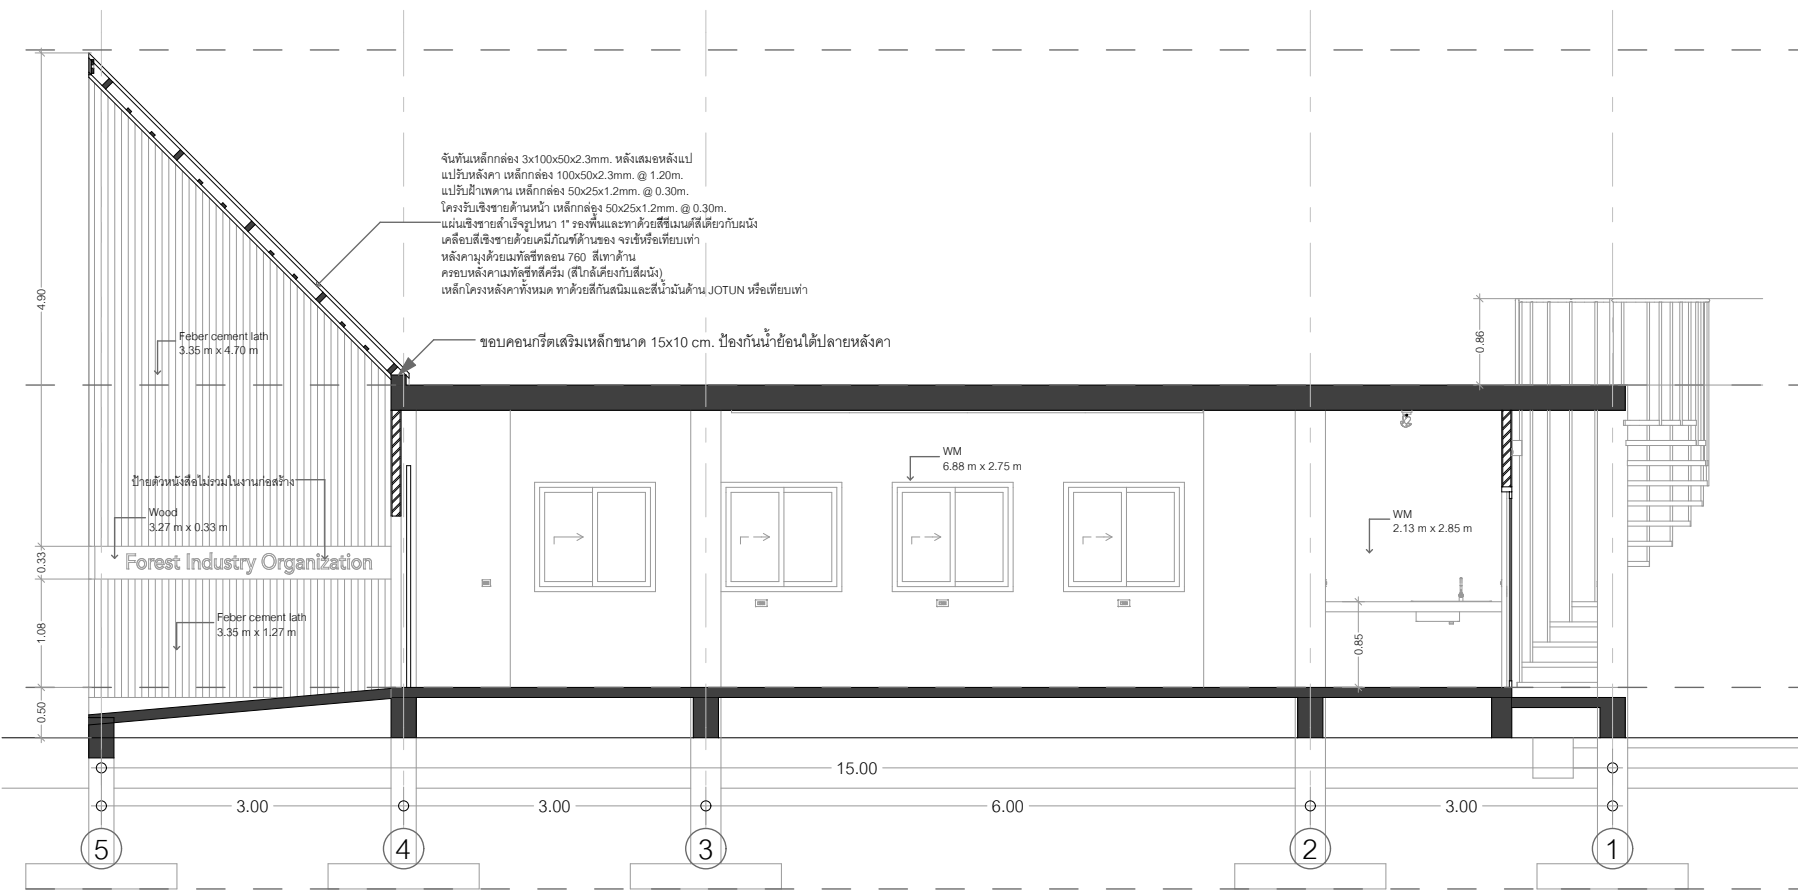 จันทันเหล็กกล่อง 3x100x50x2.3mm. หลังเสมอหลังแป
แปรับหลังคา เหล็กกล่อง 100x50x2.3mm. @ 1.20m.
แปรับฝ้าเพดาน เหล็กกล่อง 50x25x1.2mm. @ 0.30m.
โครงรับเชิงชายด้านหน้า เหล็กกล่อง 50x25x1.2mm. @ 0.30m.
แผ่นเชิงชายสำเร็จรูปหนา 1" รองพื้นและทาด้วยสีซีเมนต์สีเดียวกับผนัง
เคลือบสีเชิงชายด้วยเคมีภัณฑ์ด้านของ จรเข้หรือเทียบเท่า
หลังคามุงด้วยเมทัลชีทลอน 760 สีเทาด้าน
ครอบหลังคาเมทัลชีทสีครีม (สีใกล้เคียงกับสีผนัง)
เหล็กโครงหลังคาทั้งหมด ทาด้วยสีกันสนิมและสีน้ำมันด้าน JOTUN หรือเทียบเท่า
4.90
0.86
Feber cement lath
3.35 m x 4.70 m
ขอบคอนกรีตเสริมเหล็กขนาด 15x10 cm. ป้องกันน้ำย้อนใต้ปลายหลังคา
WM
6.88 m x 2.75 m
ป้ายตัวหนังสือไม่รวมในงานก่อสร้าง
Wood
3.27 m x 0.33 m
WM
2.13 m x 2.85 m
0.33
Forest Industry Organization
Feber cement lath
3.35 m x 1.27 m
1.08
0.85
0.50
15.00
3.00
3.00
6.00
3.00
5
4
3
2
1